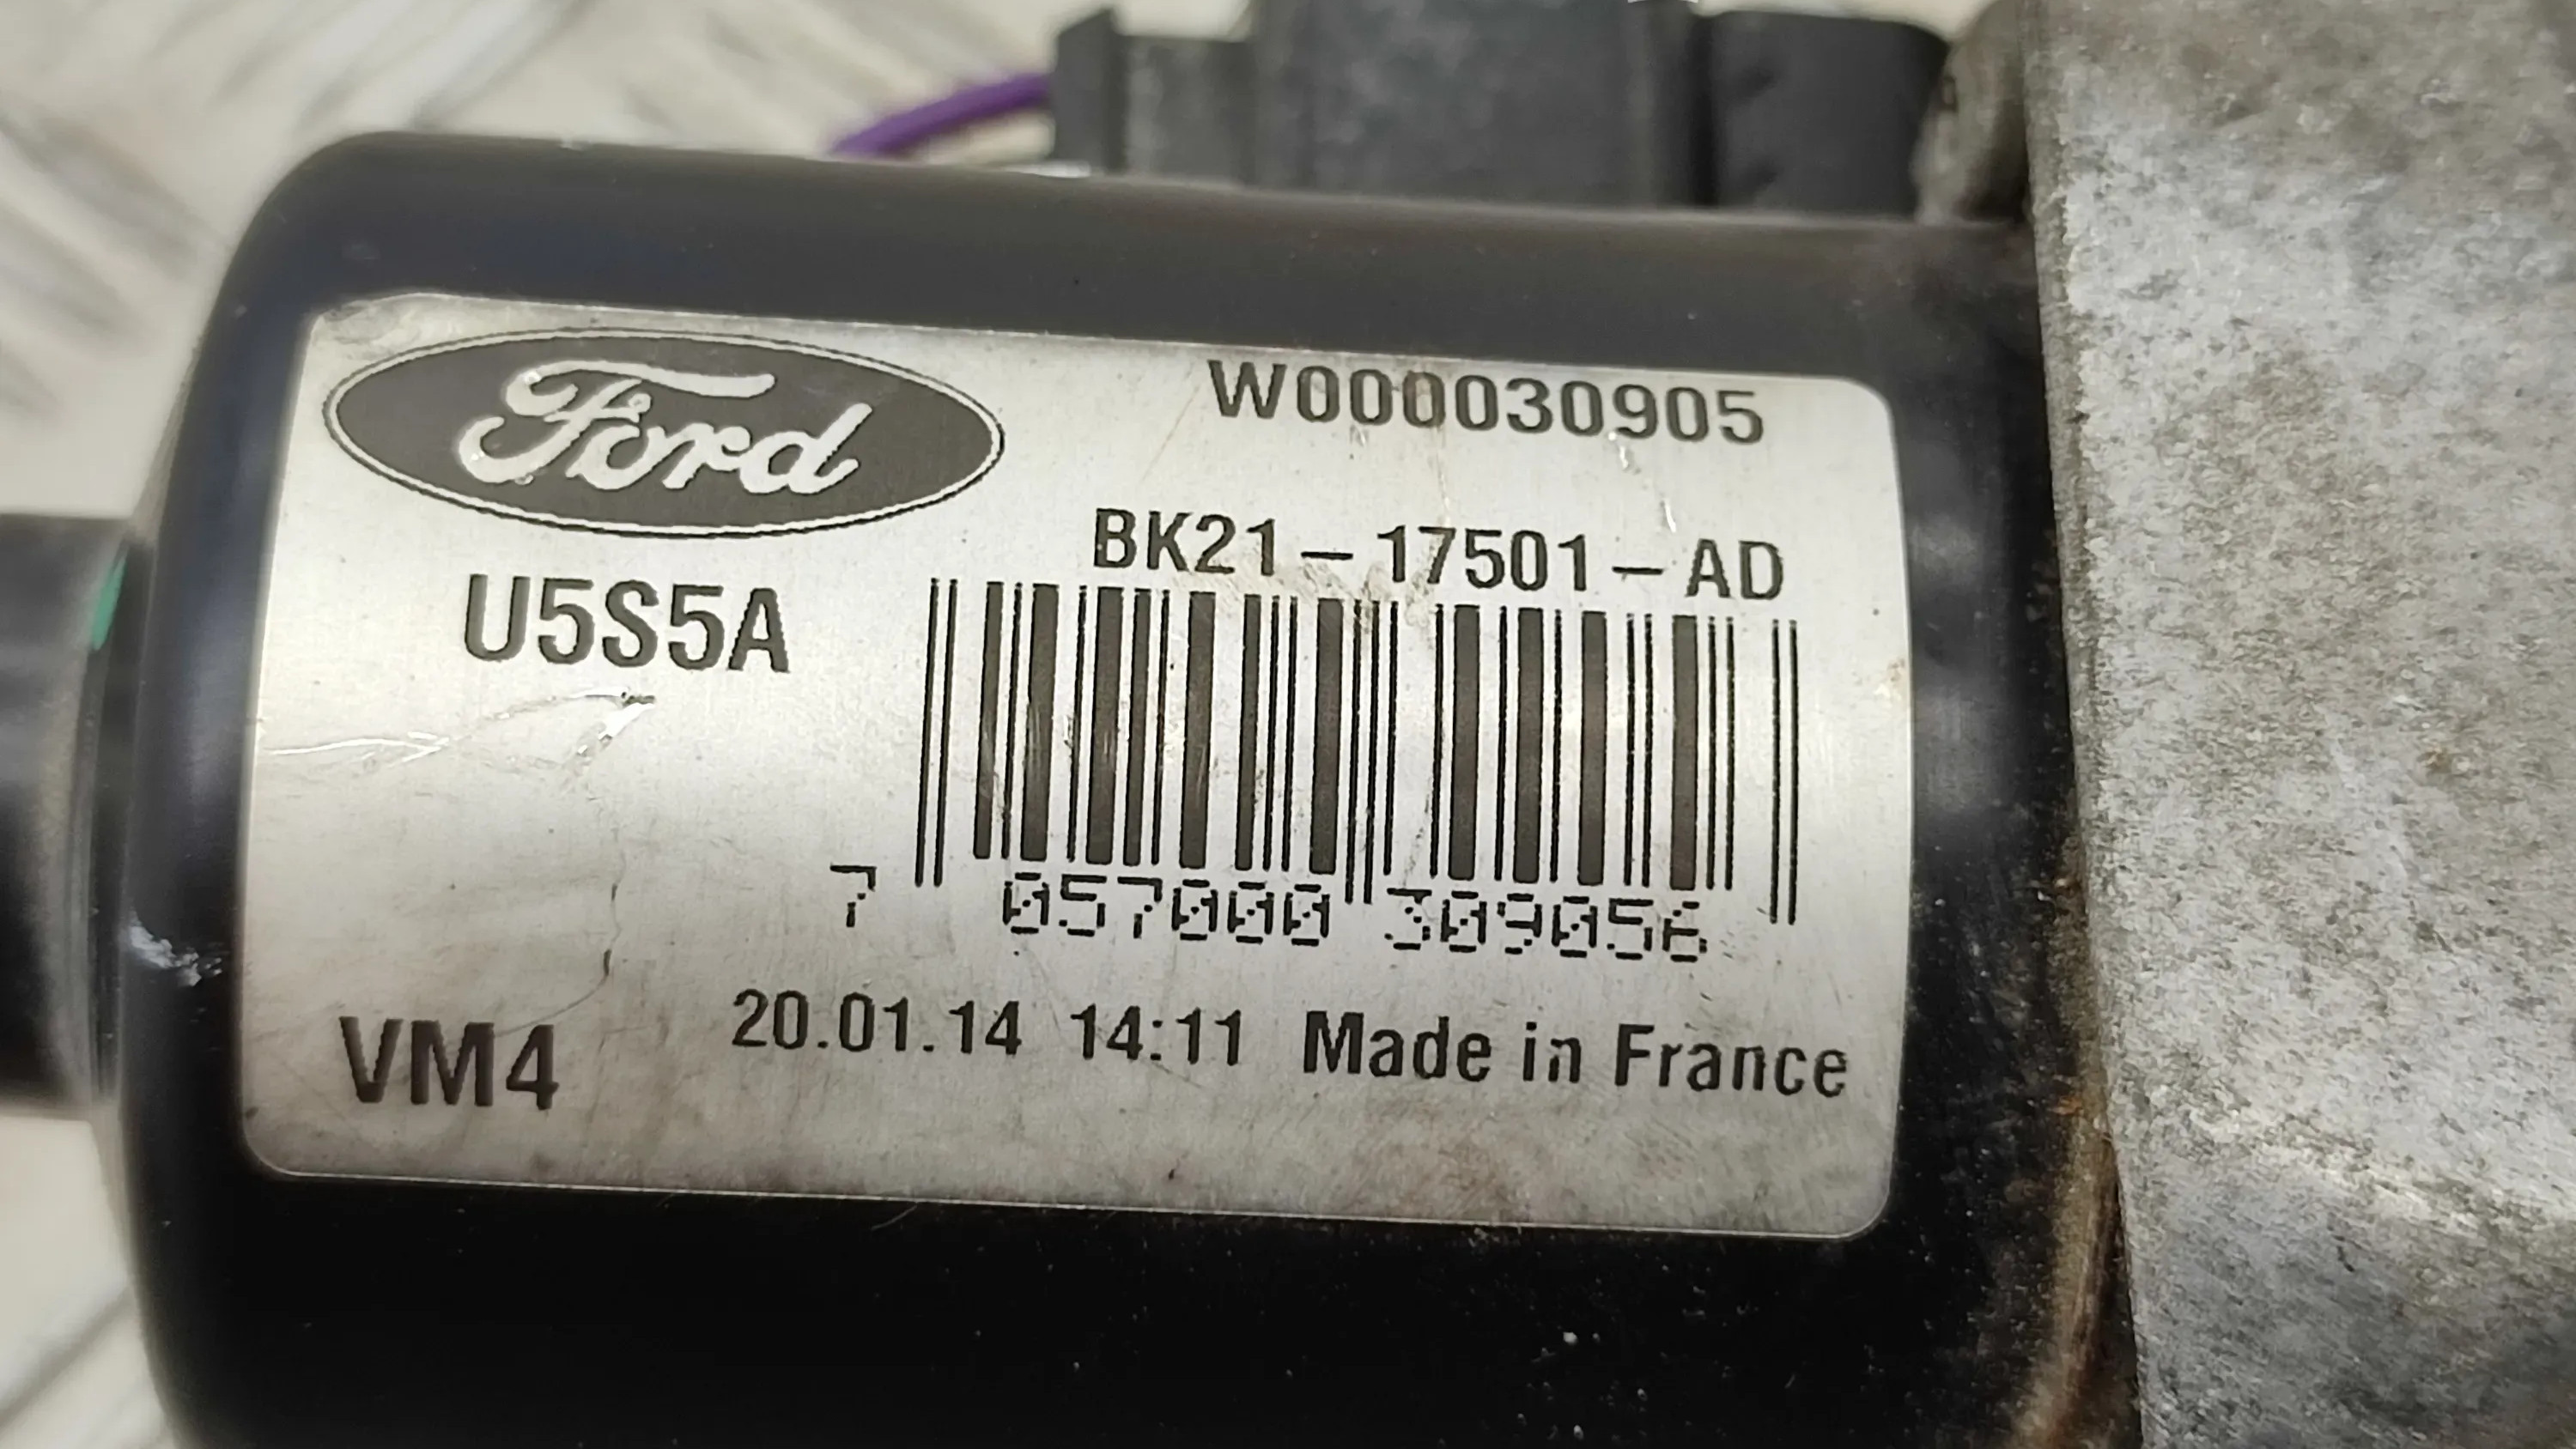 Ford
W000030905
BK21-17501-AD
U5S5A
7 057000 309056
VM4
20.01.14 14:11 Made in France